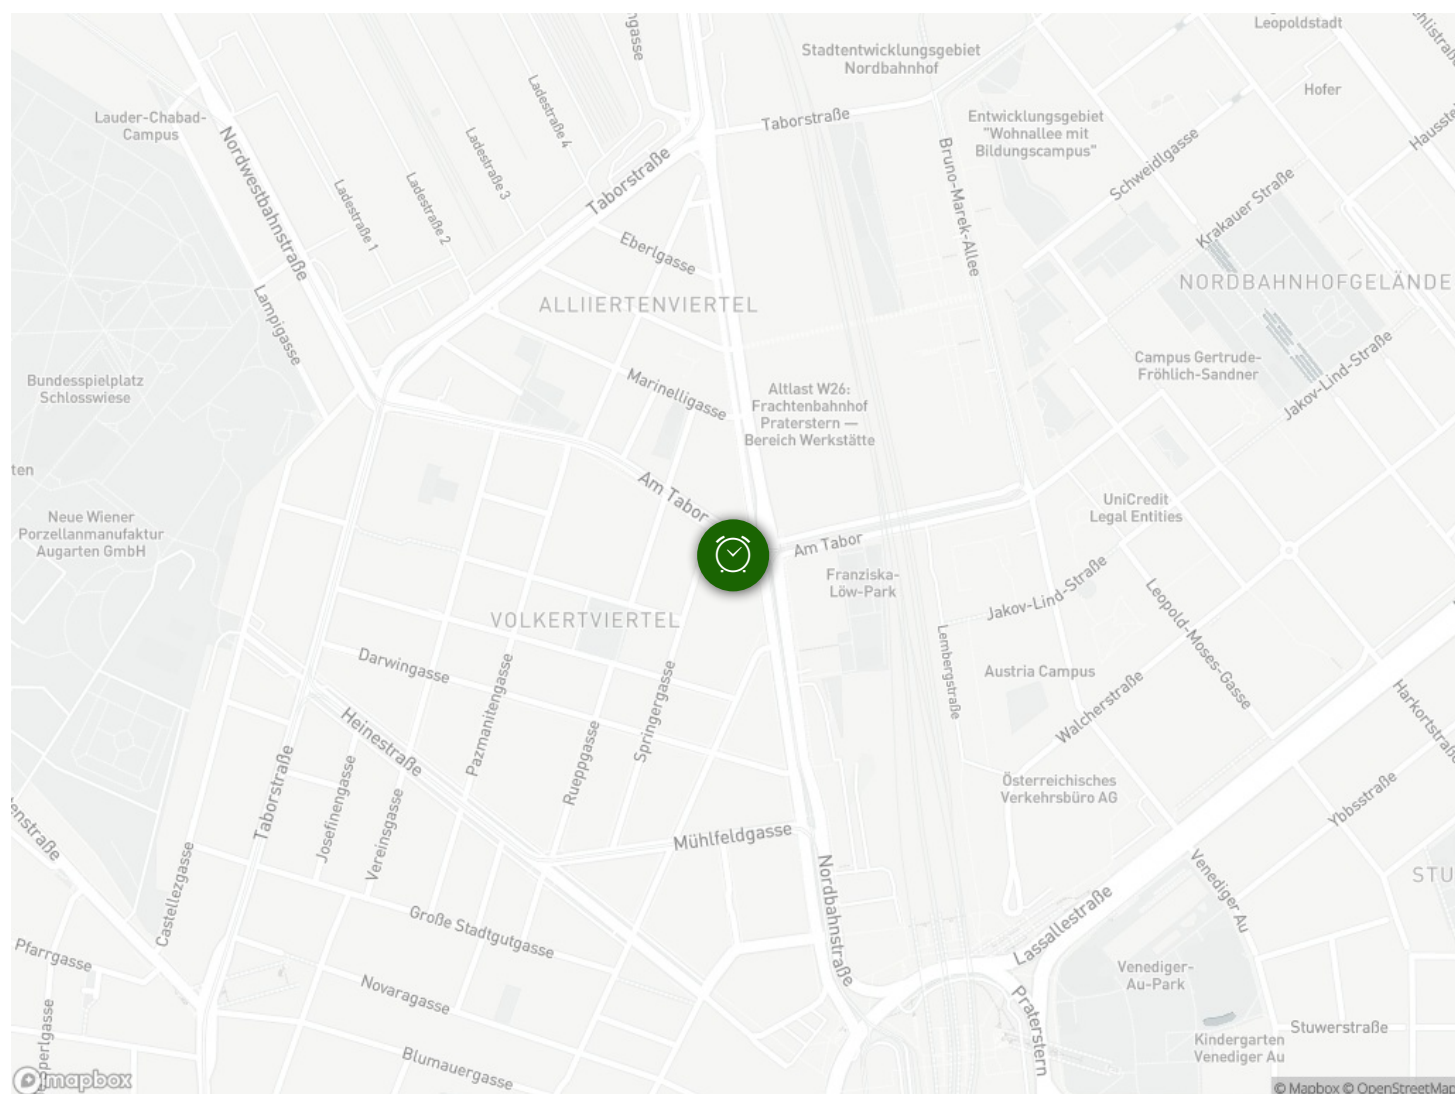 Leopoldstadt
Stadtentwicklungsgebiet
Nordbahnhof
Hofer
Lauder-Chabad-
Campus
Ladestraße 4
Taborstraße
Entwicklungsgebiet
"Wohnallee mit
Bildungscampus"
Nordwestbahnstraße
Ladestraße 3
Ladestraße 2
Ladestraße 1
Taborstraße
Bruno-Marek-Allee
Schweidlgasse
Krakauer Straße
Eberlgasse
NORDBAHNHOFGELÄNDE
ALLIIERTENVIERTEL
Lampigasse
Campus Gertrude-
Fröhlich-Sandner
Jakov-Lind-Straße
Bundesspielplatz
Schlosswiese
Marinelligasse
Altlast W26:
Frachtenbahnhof
Praterstern —
Bereich Werkstätte
ten
Am Tabor
UniCredit
Legal Entities
Neue Wiener
Porzellanmanufaktur
Augarten GmbH
Am Tabor
Franziska-
Löw-Park
Jakov-Lind-Straße
Leopold-Moses-Gasse
VOLKERTVIERTEL
Lembergstraße
Darwingasse
Pazmanitengasse
Springergasse
Austria Campus
Walcherstraße
Harkortstraße
Heinestraße
Rueppgasse
Taborstraße
Josefinengasse
Vereinsgasse
Österreichisches
Verkehrsbüro AG
Ybbsstraße
enstraße
Mühlfeldgasse
Castellezgasse
Nordbahnstraße
Venediger Au
STU
Große Stadtgutgasse
Lassallestraße
Pfarrgasse
Novaragasse
Venediger-
Au-Park
Praterstern
Stuwerstraße
Kindergarten
Venediger Au
perlgasse
Blumauergasse
mapbox
© Mapbox © OpenStreetMap